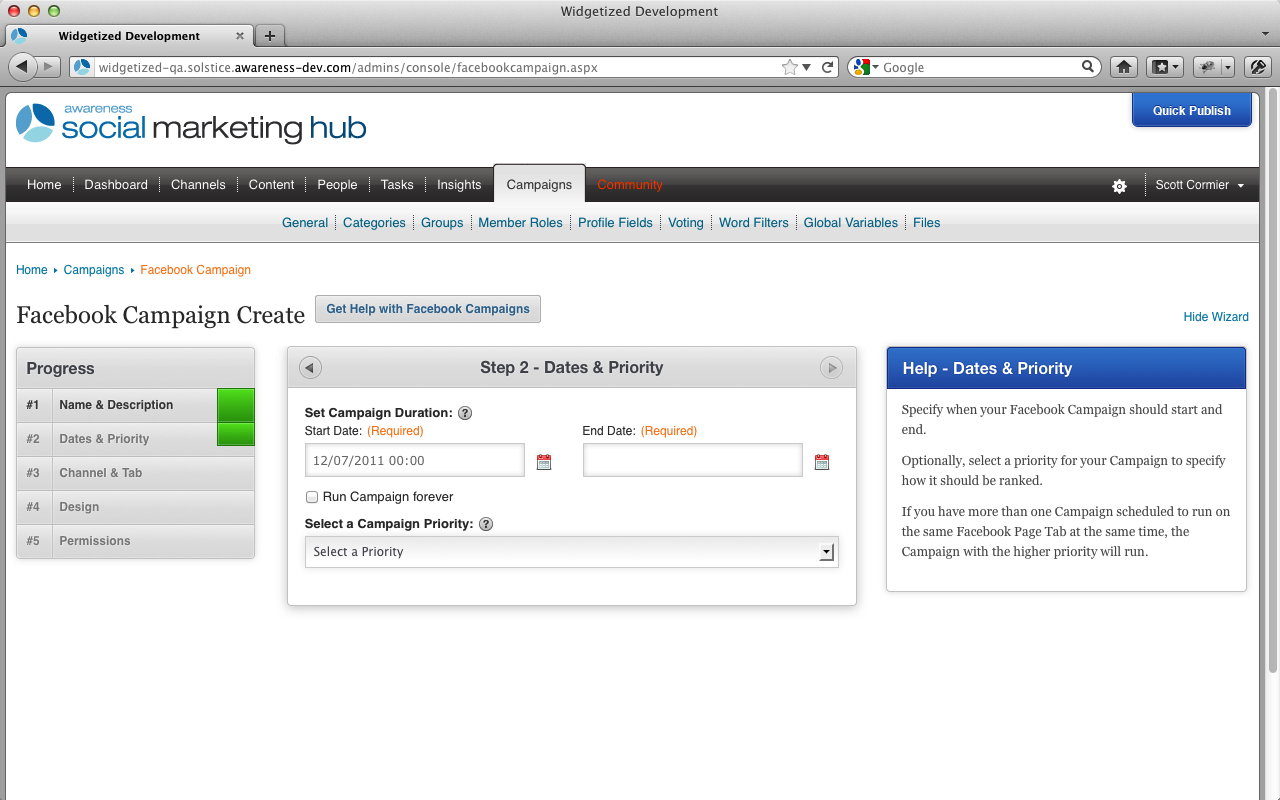 Widgetized Development
Widgetized Development
widgetized-qa.solstice.awareness-dev.com/admins/console/facebookcampaign.aspx
Google
awareness
social marketing hub
Quick Publish
Home Dashboard Channels Content People Tasks Insights Campaigns Community Scott Cormier
General Categories Groups Member Roles Profile Fields Voting Word Filters Global Variables Files
Home Campaigns Facebook Campaign
Facebook Campaign Create
Get Help with Facebook Campaigns
Hide Wizard
Progress
#1 Name & Description
#2 Dates & Priority
#3 Channel & Tab
#4 Design
#5 Permissions
Step 2 - Dates & Priority
Set Campaign Duration: ?
Start Date: (Required) End Date: (Required)
12/07/2011 00:00
Run Campaign forever
Select a Campaign Priority: ?
Select a Priority
Help - Dates & Priority
Specify when your Facebook Campaign should start and
end.
Optionally, select a priority for your Campaign to specify
how it should be ranked.
If you have more than one Campaign scheduled to run on
the same Facebook Page Tab at the same time, the
Campaign with the higher priority will run.